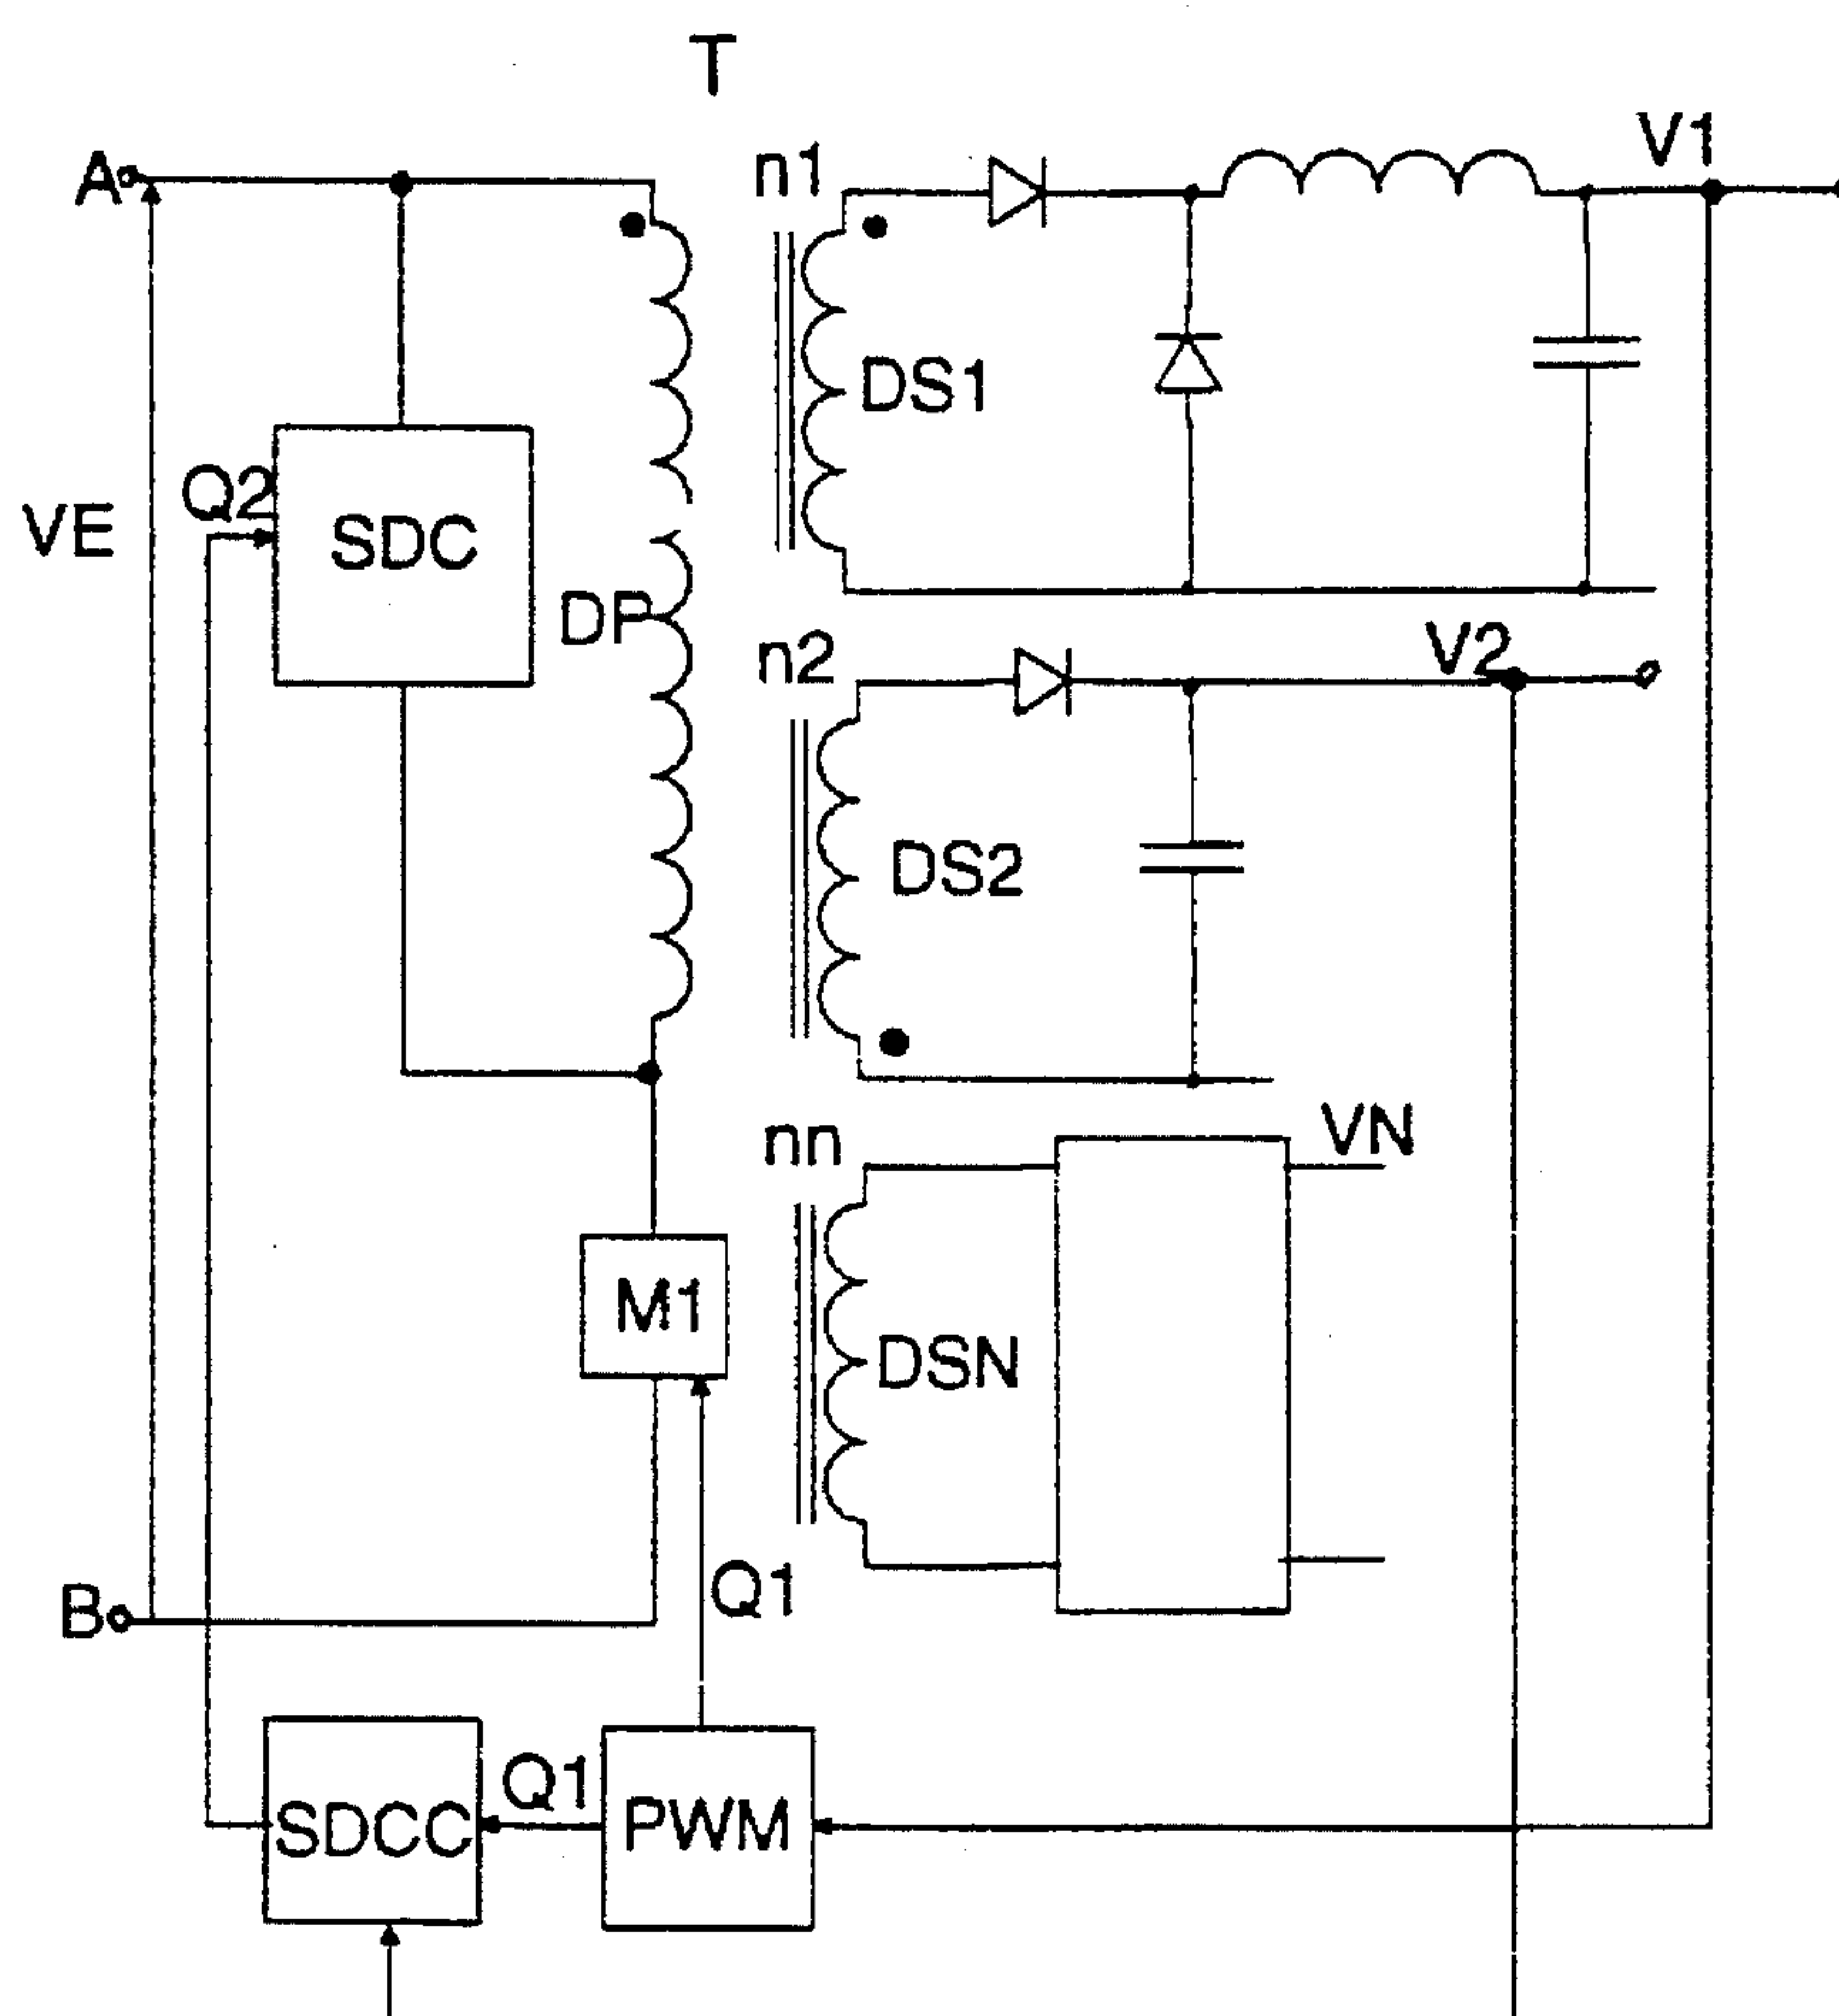 T
A
n1
V1
DS1
Q2
VE
SDC
DP
n2
V2
DS2
nn
VN
M1
DSN
Q1
B
Q1
SDCC
PWM